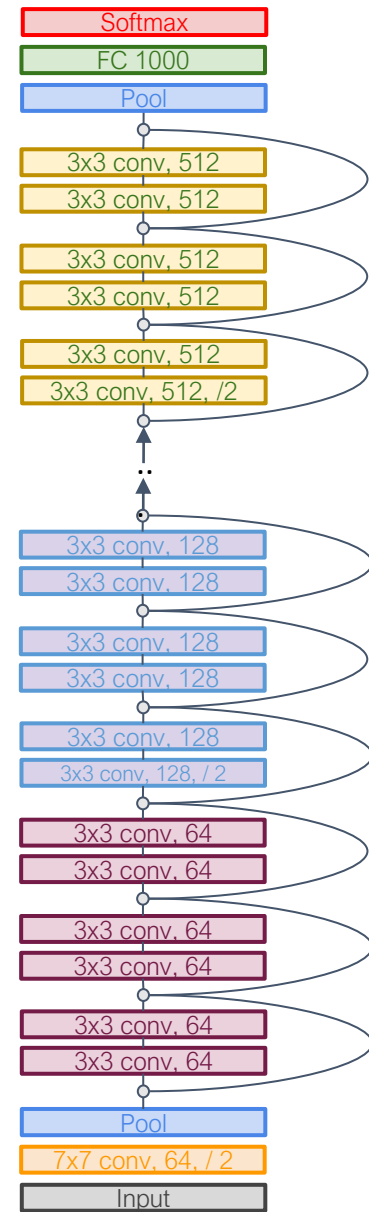 Softmax
FC 1000
Pool
3x3 conv, 512
3x3 conv, 512
3x3 conv, 512
3x3 conv, 512
3x3 conv, 512
3x3 conv, 512, /2
..
3x3 conv, 128
3x3 conv, 128
3x3 conv, 128
3x3 conv, 128
3x3 conv, 128
3x3 conv, 128, / 2
3x3 conv, 64
3x3 conv, 64
3x3 conv, 64
3x3 conv, 64
3x3 conv, 64
3x3 conv, 64
Pool
7x7 conv, 64, / 2
Input